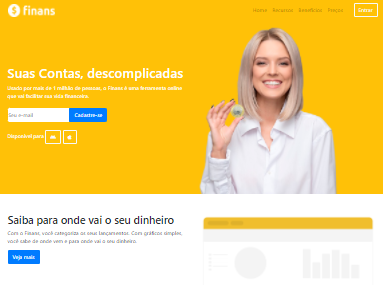 finans
Home Recursos Benefícios Preços Entrar
Suas Contas, descomplicadas
Usado por mais de 1 milhão de pessoas, o Finans é uma ferramenta online
que vai facilitar sua vida financeira
Seu e-mail Cadastre-se
Disponível para
Saiba para onde vai o seu dinheiro
Com o Finans, você categoriza os seus lançamentos. Com gráficos simples,
você sabe de onde vem e para onde vai o seu dinheiro.
Veja mais